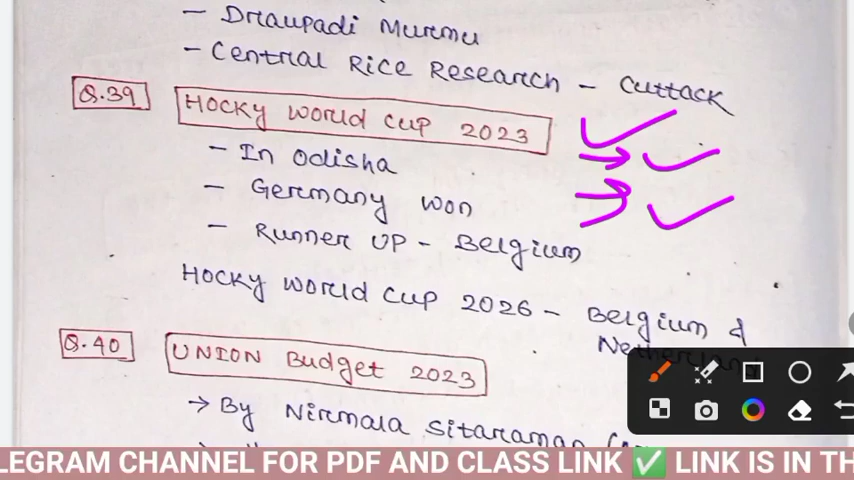 - Draupadi Murmu
- Central Rice Research - Cuttack
Q.39 HOCKY World CUP 2023
- In Odisha
- Germany won
- Runner UP - Belgium
HOCKY World CUP 2026 - Belgium &
Netherland
Q.40 UNION Budget 2023
→ By Nirmala Sitaraman
LEGRAM CHANNEL FOR PDF AND CLASS LINK ✅ LINK IS IN TH